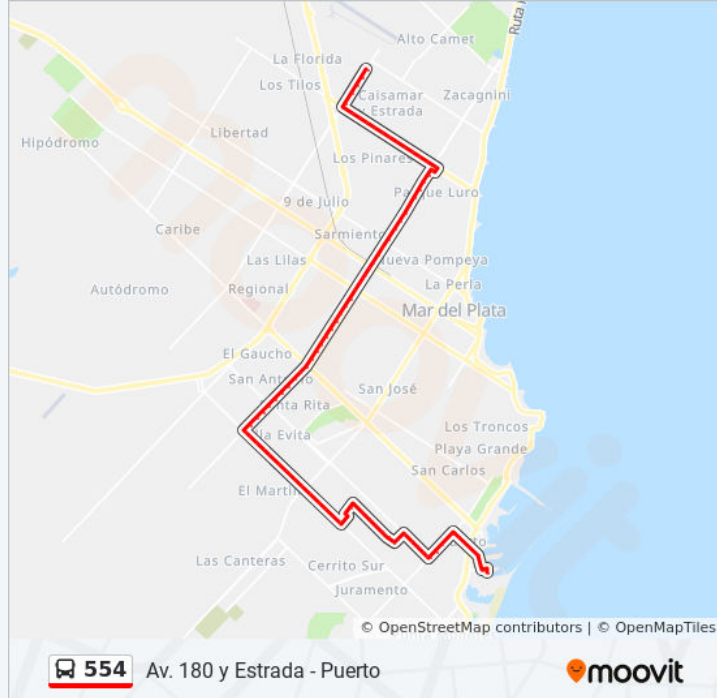 Ruta
Alto Camet
La Florida
Los Tilos
Caisamar
Estrada
Zacagnini
Libertad
Hipódromo
Los Pinares
Parque Luro
9 de Julio
Caribe
Sarmiento
Las Lilas
Nueva Pompeya
La Perla
Autódromo
Regional
Mar del Plata
El Gaucho
San Antonio
San José
Santa Rita
Villa Evita
Los Troncos
Playa Grande
San Carlos
El Martillo
Las Canteras
Cerrito Sur
Juramento
© OpenStreetMap contributors | © OpenMapTiles
554 Av. 180 y Estrada - Puerto
moovit